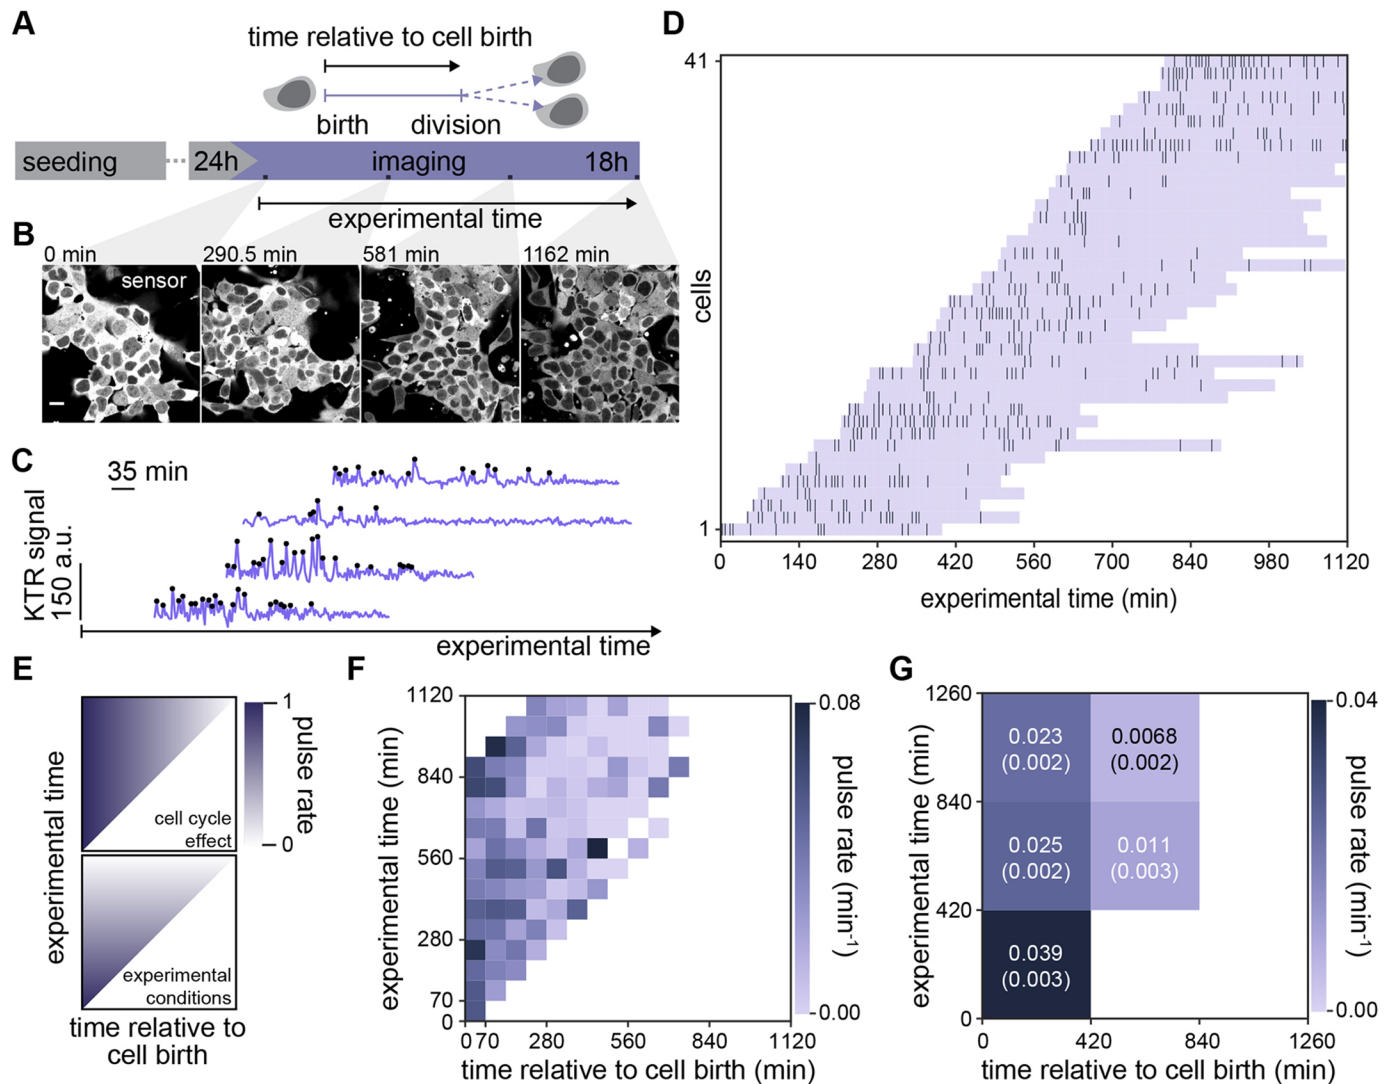 A
time relative to cell birth
birth
division
seeding
24h
imaging
18h
experimental time
B
0 min
290.5 min
581 min
1162 min
sensor
C
35 min
KTR signal
150 a.u.
experimental time
D
41
cells
1
0
140
280
420
560
700
840
980
1120
experimental time (min)
E
experimental time
cell cycle
effect
experimental
conditions
time relative to
cell birth
1
pulse rate
0
F
experimental time (min)
1120
840
560
280
70
0
0
70
280
560
840
1120
time relative to cell birth (min)
0.08
pulse rate (min-1)
0.00
G
experimental time (min)
1260
840
420
0
0.023
(0.002)
0.0068
(0.002)
0.025
(0.002)
0.011
(0.003)
0.039
(0.003)
0
420
840
1260
time relative to cell birth (min)
0.04
pulse rate (min-1)
0.00